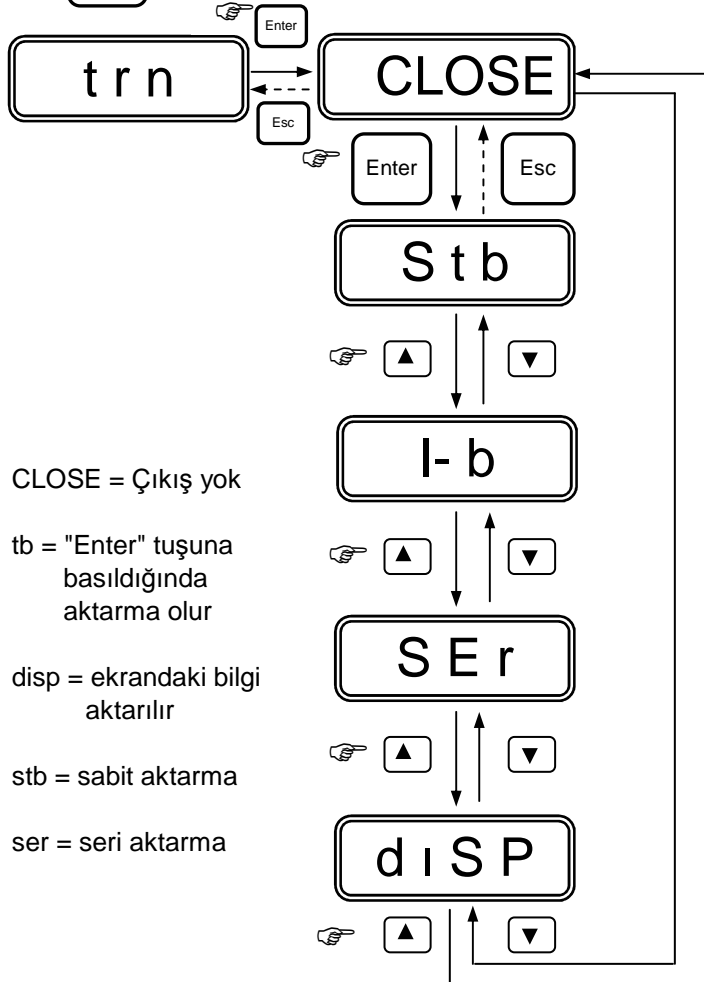 Enter
t r n
CLOSE
Esc
Enter
Esc
S t b
▲ ▼
I- b
CLOSE = Çıkış yok
tb = "Enter" tuşuna
basıldığında
aktarma olur
▲ ▼
S E r
disp = ekrandaki bilgi
aktarılır
▲ ▼
stb = sabit aktarma
ser = seri aktarma
d ı S P
▲ ▼